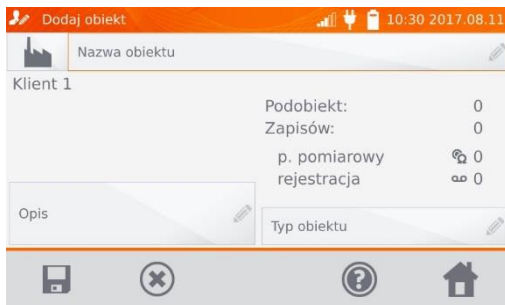 Dodaj obiekt 10:30 2017.08.11
Nazwa obiektu
Klient 1
Podobiekt: 0
Zapisów: 0
p. pomiarowy 0
rejestracja 0
Opis
Typ obiektu